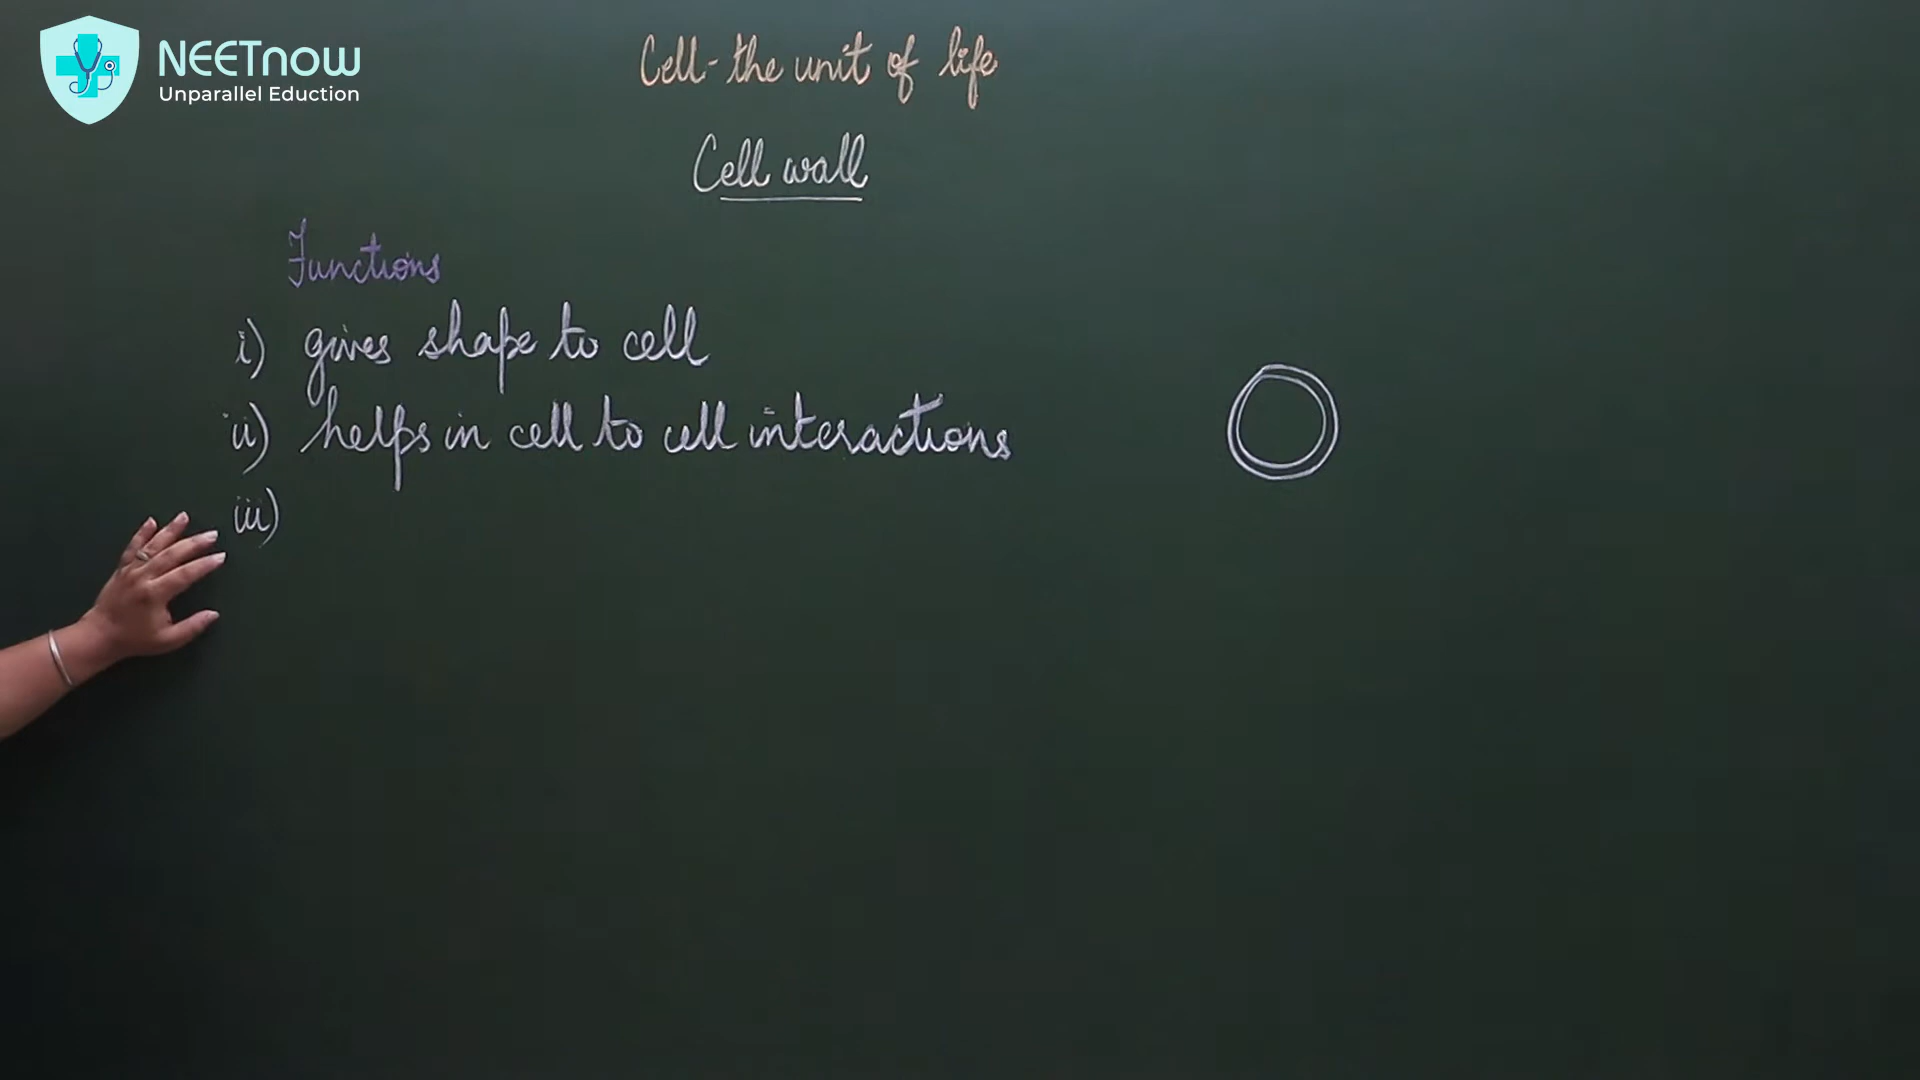 NEETnow
Unparallel Eduction
Cell - the unit of life
Cell wall
Functions
i) gives shape to cell
ii) helps in cell to cell interactions
iii)